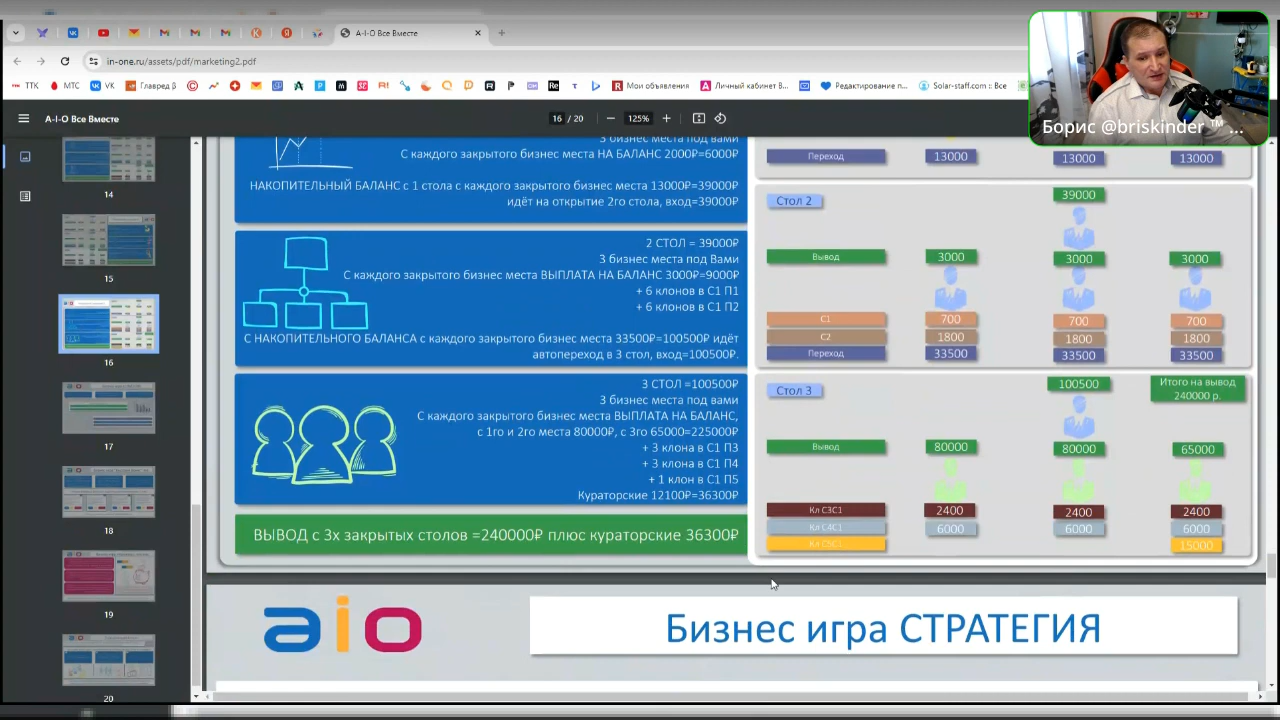 A-I-O Все Вместе
in-one.ru/assets/pdf/marketing2.pdf
ТТК
МТС
VK
Главред β
Мои объявления
Личный кабинет В...
Редактирование п...
Solar-staff.com :: Все
A-I-O Все Вместе
16 / 20
125%
Борис @briskinder ™ ...
14
15
16
17
18
19
20
3 бизнес места под вами
С каждого закрытого бизнес места НА БАЛАНС 2000₽=6000₽
НАКОПИТЕЛЬНЫЙ БАЛАНС с 1 стола с каждого закрытого бизнес места 13000₽=39000₽
идёт на открытие 2го стола, вход=39000₽
2 СТОЛ = 39000₽
3 бизнес места под Вами
С каждого закрытого бизнес места ВЫПЛАТА НА БАЛАНС 3000₽=9000₽
+ 6 клонов в С1 П1
+ 6 клонов в С1 П2
С НАКОПИТЕЛЬНОГО БАЛАНСА с каждого закрытого бизнес места 33500₽=100500₽ идёт
автопереход в 3 стол, вход=100500₽.
3 СТОЛ =100500₽
3 бизнес места под вами
С каждого закрытого бизнес места ВЫПЛАТА НА БАЛАНС,
с 1го и 2го места 80000₽, с 3го 65000=225000₽
+ 3 клона в С1 П3
+ 3 клона в С1 П4
+ 1 клон в С1 П5
Кураторские 12100₽=36300₽
ВЫВОД с 3х закрытых столов =240000₽ плюс кураторские 36300₽
Переход 13000 13000 13000
Стол 2 39000
Вывод 3000 3000 3000
С1 700 700 700
С2 1800 1800 1800
Переход 33500 33500 33500
Стол 3 100500 Итого на вывод
240000 р.
Вывод 80000 80000 65000
Кл С3С1 2400 2400 2400
Кл С4С1 6000 6000 6000
Кл С5С1 15000
aio
Бизнес игра СТРАТЕГИЯ